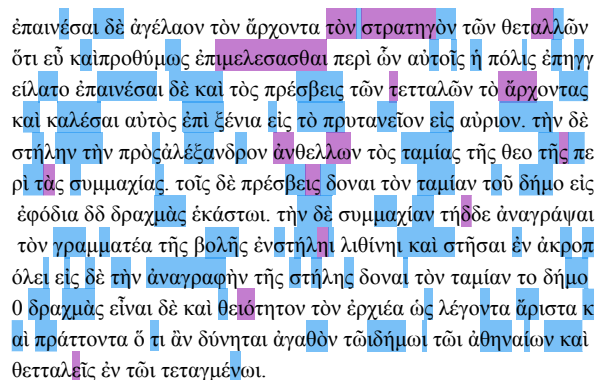 ἐπαινέσαι δὲ ἀγέλαον τὸν ἄρχοντα τὸν στρατηγὸν τῶν θεταλλῶν
ὅτι εὖ καὶπροθύμως ἐπιμελεσασθαι περὶ ὧν αὐτοῖς ἡ πόλις ἐπηγγ
είλατο ἐπαινέσαι δὲ καὶ τὸς πρέσβεις τῶν τετταλῶν τὸ ἄρχοντας
καὶ καλέσαι αὐτὸς ἐπὶ ξένια εἰς τὸ πρυτανεῖον εἰς αὔριον. τὴν δὲ
στήλην τὴν πρὸςἀλέξανδρον ἀνθελλων τὸς ταμίας τῆς θεο τῆς πε
ρὶ τὰς συμμαχίας. τοῖς δὲ πρέσβεις δοναι τὸν ταμίαν τοῦ δήμο εἰς
ἐφόδια δδ δραχμὰς ἑκάστωι. τὴν δὲ συμμαχίαν τήδδε ἀναγράψαι
τὸν γραμματέα τῆς βολῆς ἐνστήληι λιθίνηι καὶ στῆσαι ἐν ἀκροπ
όλει εἰς δὲ τὴν ἀναγραφὴν τῆς στήλης δοναι τὸν ταμίαν το δήμο
0 δραχμὰς εἶναι δὲ καὶ θειότητον τὸν ἐρχιέα ὡς λέγοντα ἄριστα κ
αὶ πράττοντα ὅ τι ἂν δύνηται ἀγαθὸν τῶιδήμωι τῶι ἀθηναίων καὶ
θετταλεῖς ἐν τῶι τεταγμένωι.